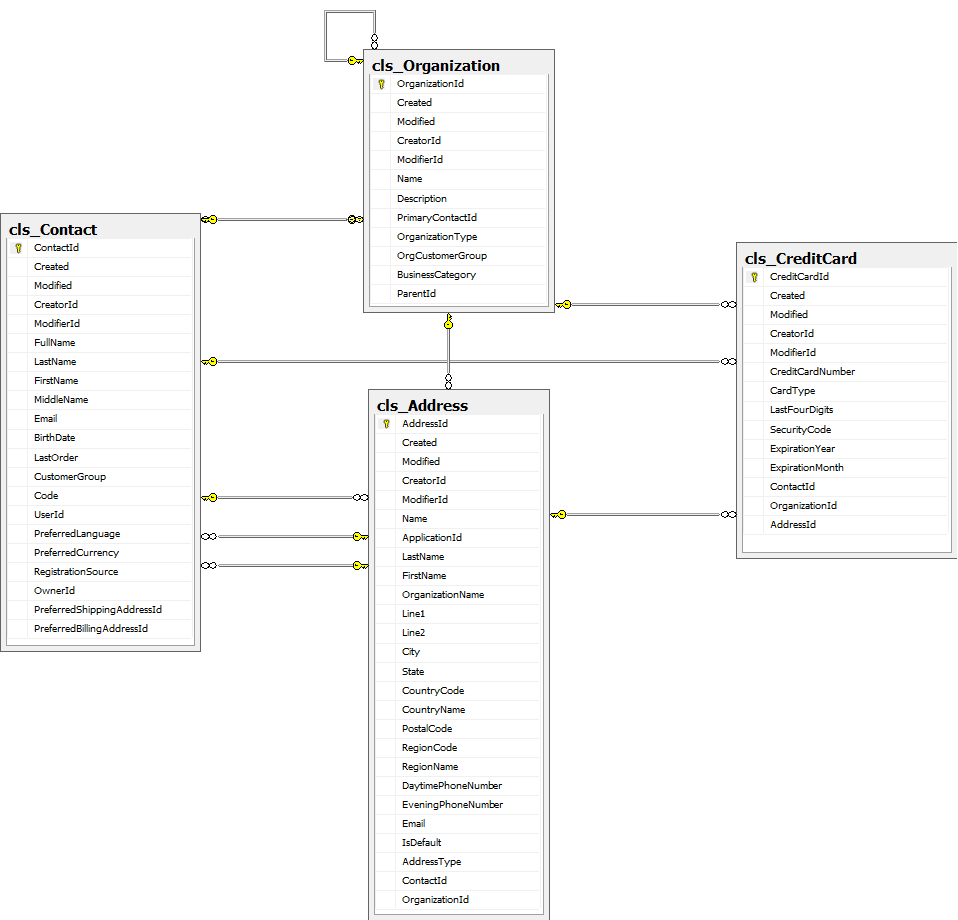 cls_Organization
OrganizationId
Created
Modified
CreatorId
ModifierId
Name
Description
PrimaryContactId
OrganizationType
OrgCustomerGroup
BusinessCategory
ParentId
cls_Contact
ContactId
Created
Modified
CreatorId
ModifierId
FullName
LastName
FirstName
MiddleName
Email
BirthDate
LastOrder
CustomerGroup
Code
UserId
PreferredLanguage
PreferredCurrency
RegistrationSource
OwnerId
PreferredShippingAddressId
PreferredBillingAddressId
cls_CreditCard
CreditCardId
Created
Modified
CreatorId
ModifierId
CreditCardNumber
CardType
LastFourDigits
SecurityCode
ExpirationYear
ExpirationMonth
ContactId
OrganizationId
AddressId
cls_Address
AddressId
Created
Modified
CreatorId
ModifierId
Name
ApplicationId
LastName
FirstName
OrganizationName
Line1
Line2
City
State
CountryCode
CountryName
PostalCode
RegionCode
RegionName
DaytimePhoneNumber
EveningPhoneNumber
Email
IsDefault
AddressType
ContactId
OrganizationId